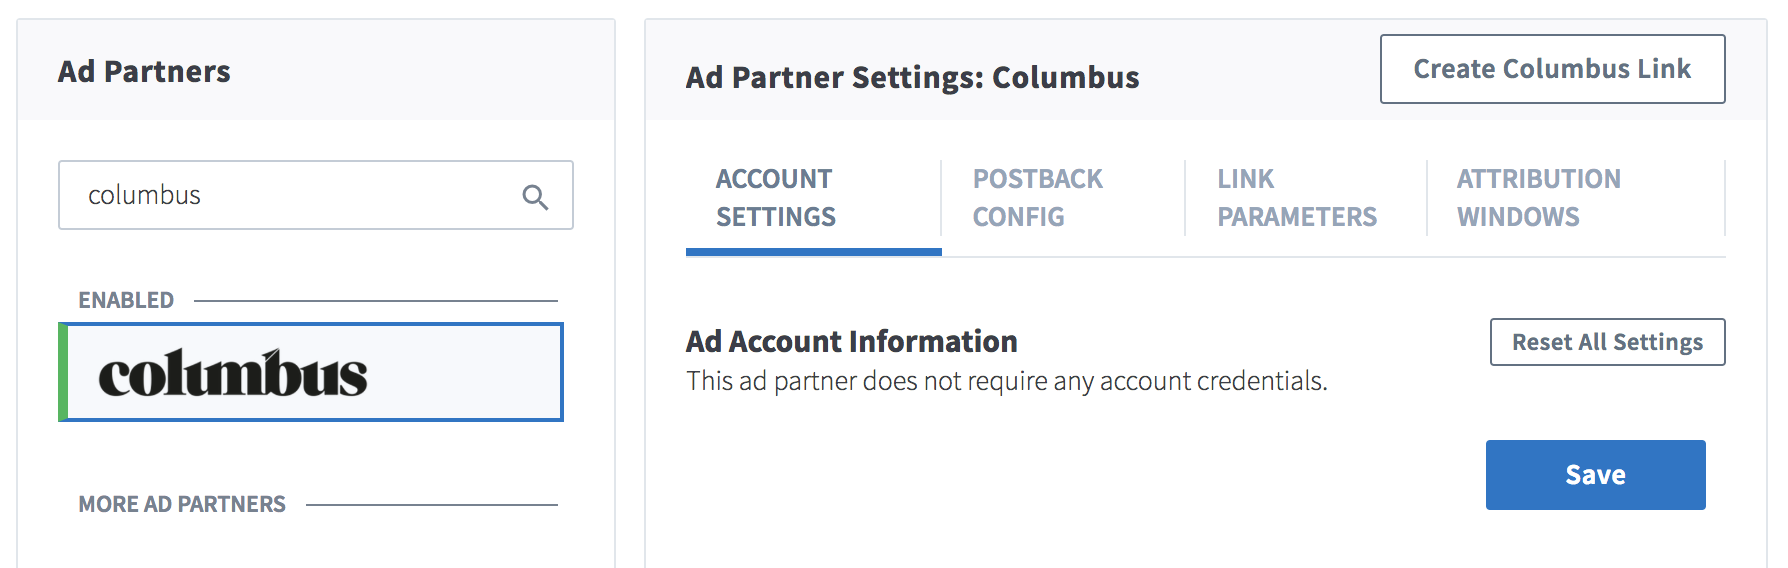 Ad Partners
columbus
ENABLED
columbus
MORE AD PARTNERS
Ad Partner Settings: Columbus
Create Columbus Link
ACCOUNT
SETTINGS
POSTBACK
CONFIG
LINK
PARAMETERS
ATTRIBUTION
WINDOWS
Ad Account Information
Reset All Settings
This ad partner does not require any account credentials.
Save